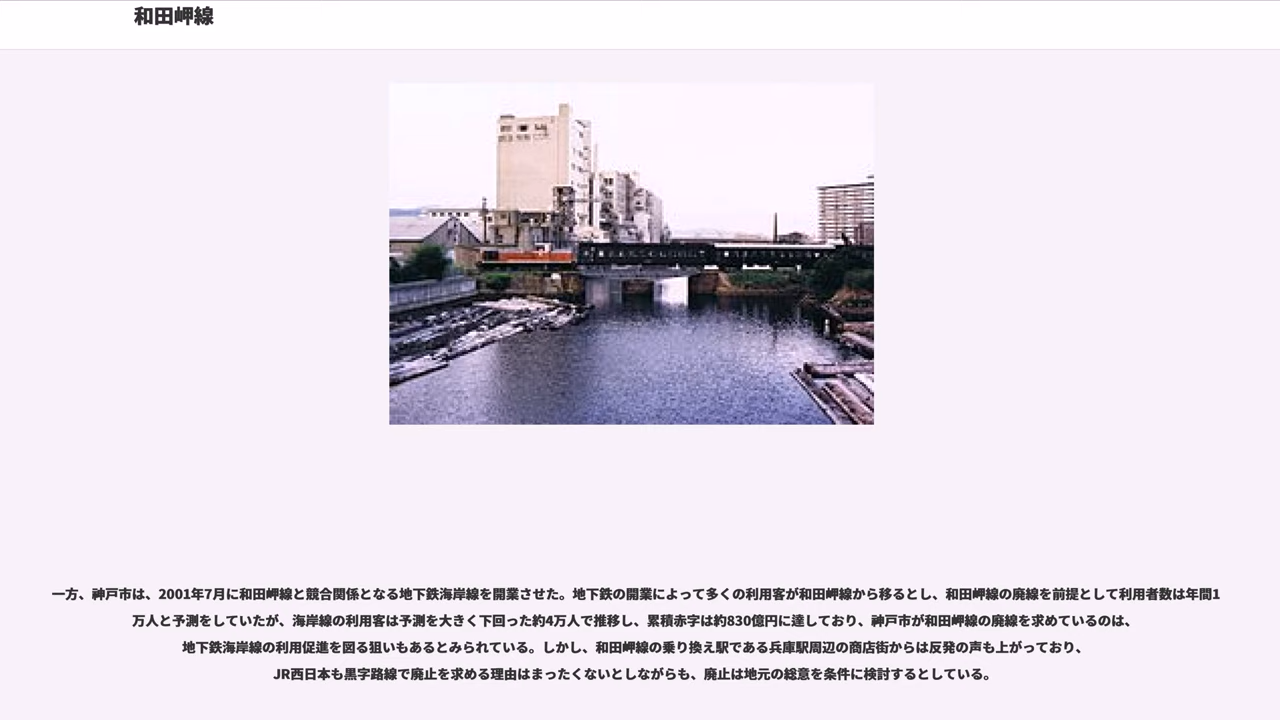 和田岬線
一方、神戸市は、2001年7月に和田岬線と競合関係となる地下鉄海岸線を開業させた。地下鉄の開業によって多くの利用客が和田岬線から移るとし、和田岬線の廃線を前提として利用者数は年間1
万人と予測をしていたが、海岸線の利用客は予測を大きく下回った約4万人で推移し、累積赤字は約830億円に達しており、神戸市が和田岬線の廃線を求めているのは、
地下鉄海岸線の利用促進を図る狙いもあるとみられている。しかし、和田岬線の乗り換え駅である兵庫駅周辺の商店街からは反発の声も上がっており、
JR西日本も黒字路線で廃止を求める理由はまったくないとしながらも、廃止は地元の総意を条件に検討するとしている。